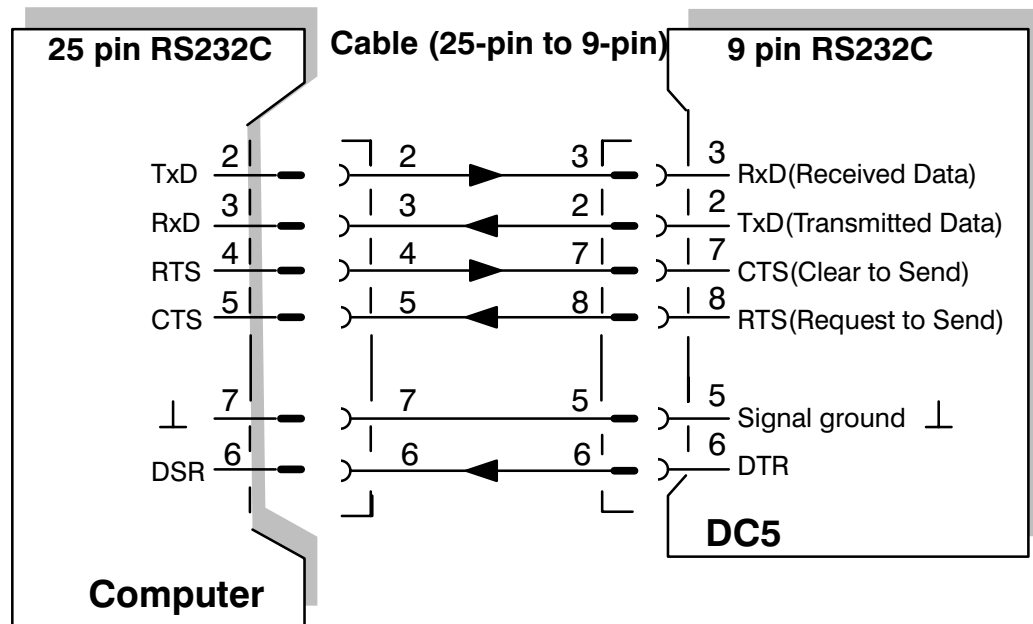 25 pin RS232C Cable (25-pin to 9-pin) 9 pin RS232C
TxD 2 2 3 3 RxD(Received Data)
RxD 3 3 2 2 TxD(Transmitted Data)
RTS 4 4 7 7 CTS(Clear to Send)
CTS 5 5 8 8 RTS(Request to Send)
7 7 5 5 Signal ground
DSR 6 6 6 6 DTR
DC5
Computer